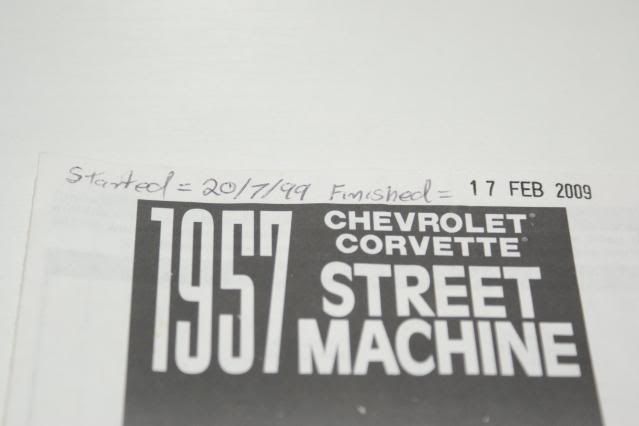 Started = 20/7/99 Finished = 17 FEB 2009
1957 CHEVROLET®
CORVETTE®
STREET
MACHINE